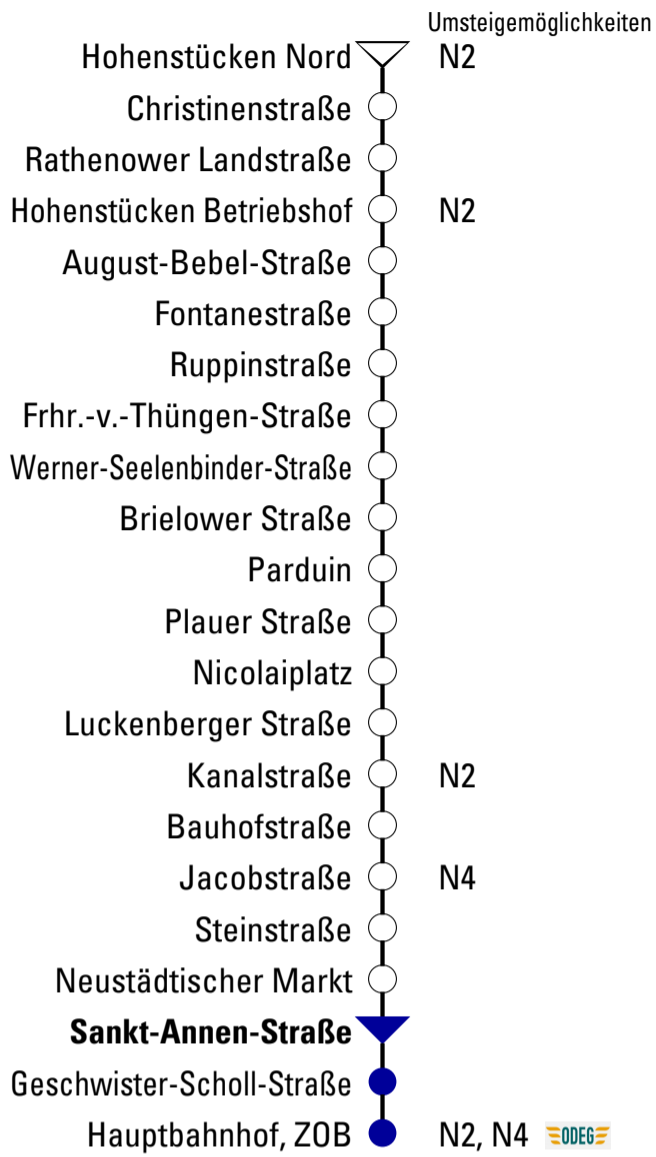 Umsteigemöglichkeiten
Hohenstücken Nord N2
Christinenstraße
Rathenower Landstraße
Hohenstücken Betriebshof N2
August-Bebel-Straße
Fontanestraße
Ruppinstraße
Frhr.-v.-Thüngen-Straße
Werner-Seelenbinder-Straße
Brielower Straße
Parduin
Plauer Straße
Nicolaiplatz
Luckenberger Straße
Kanalstraße N2
Bauhofstraße
Jacobstraße N4
Steinstraße
Neustädtischer Markt
Sankt-Annen-Straße
Geschwister-Scholl-Straße
Hauptbahnhof, ZOB N2, N4 ODEG